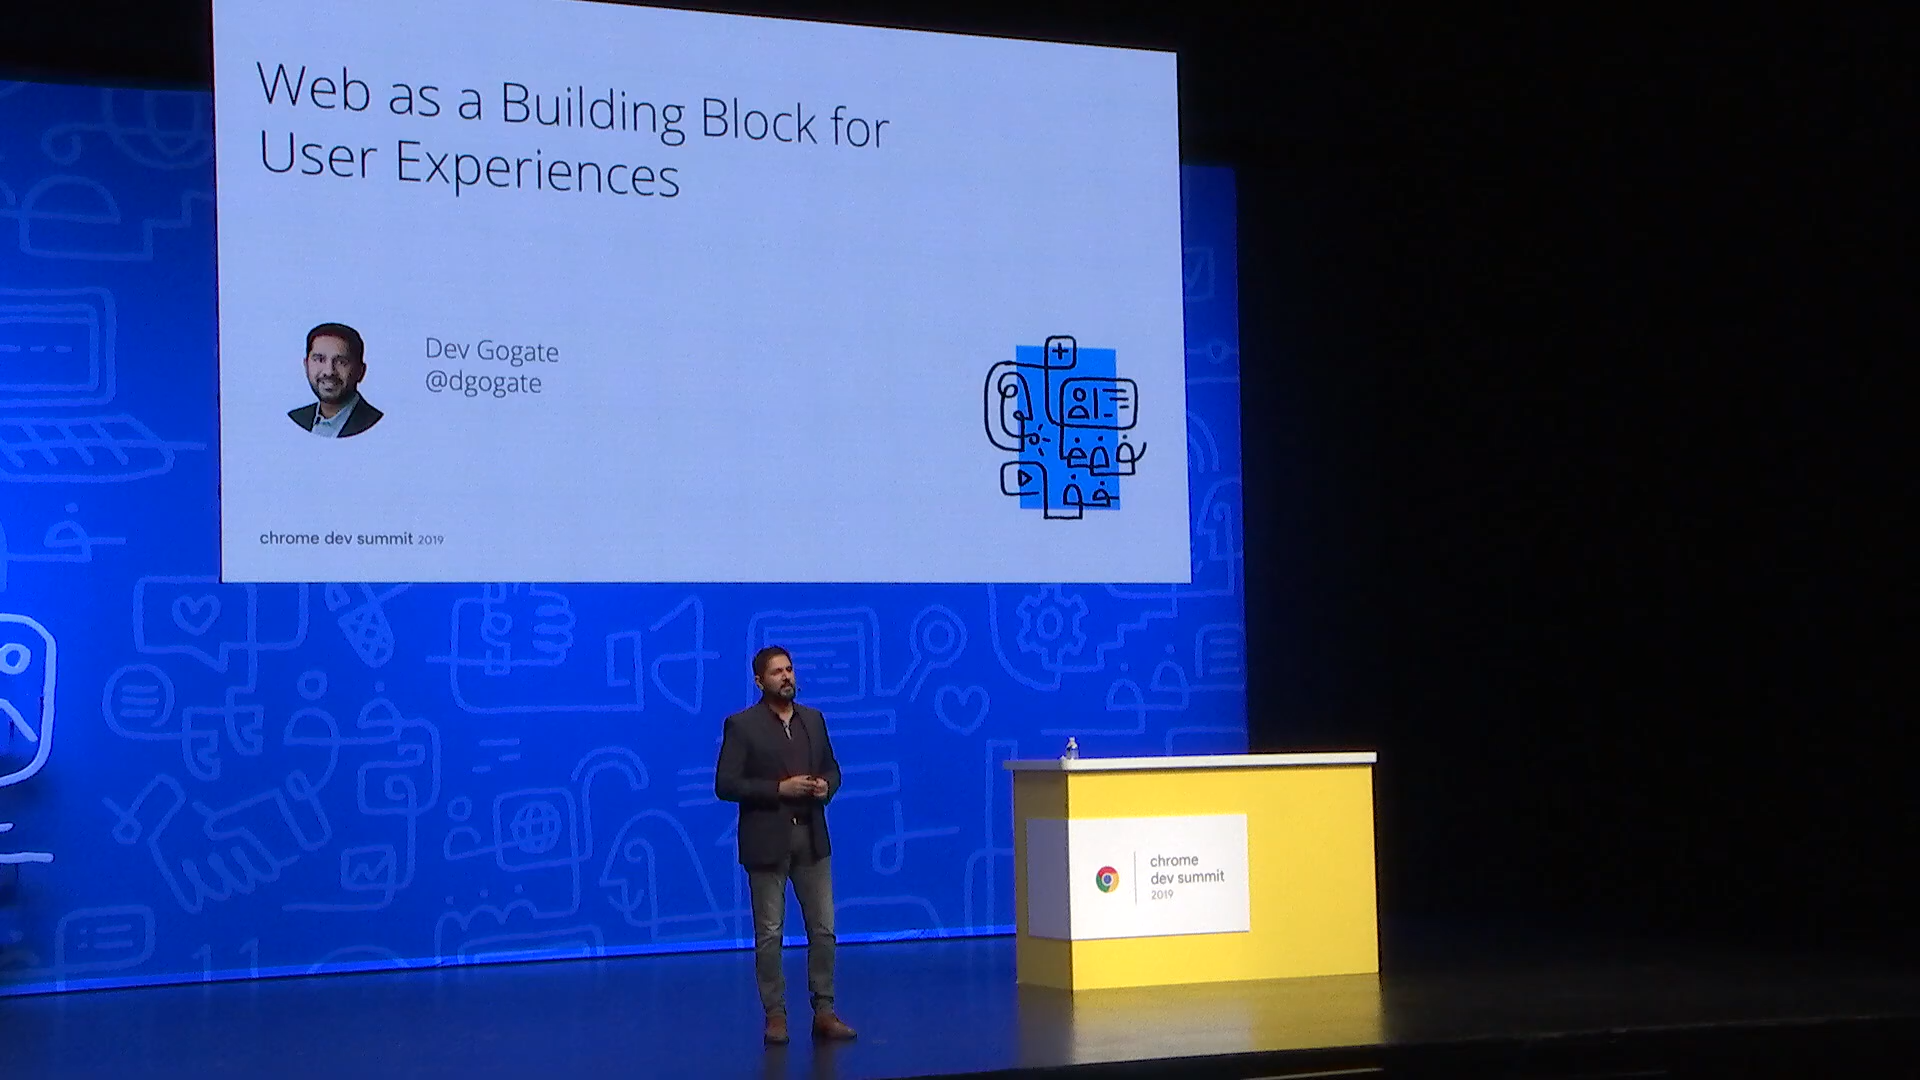 Web as a Building Block for
User Experiences
Dev Gogate
@dgogate
chrome dev summit 2019
chrome
dev summit
2019